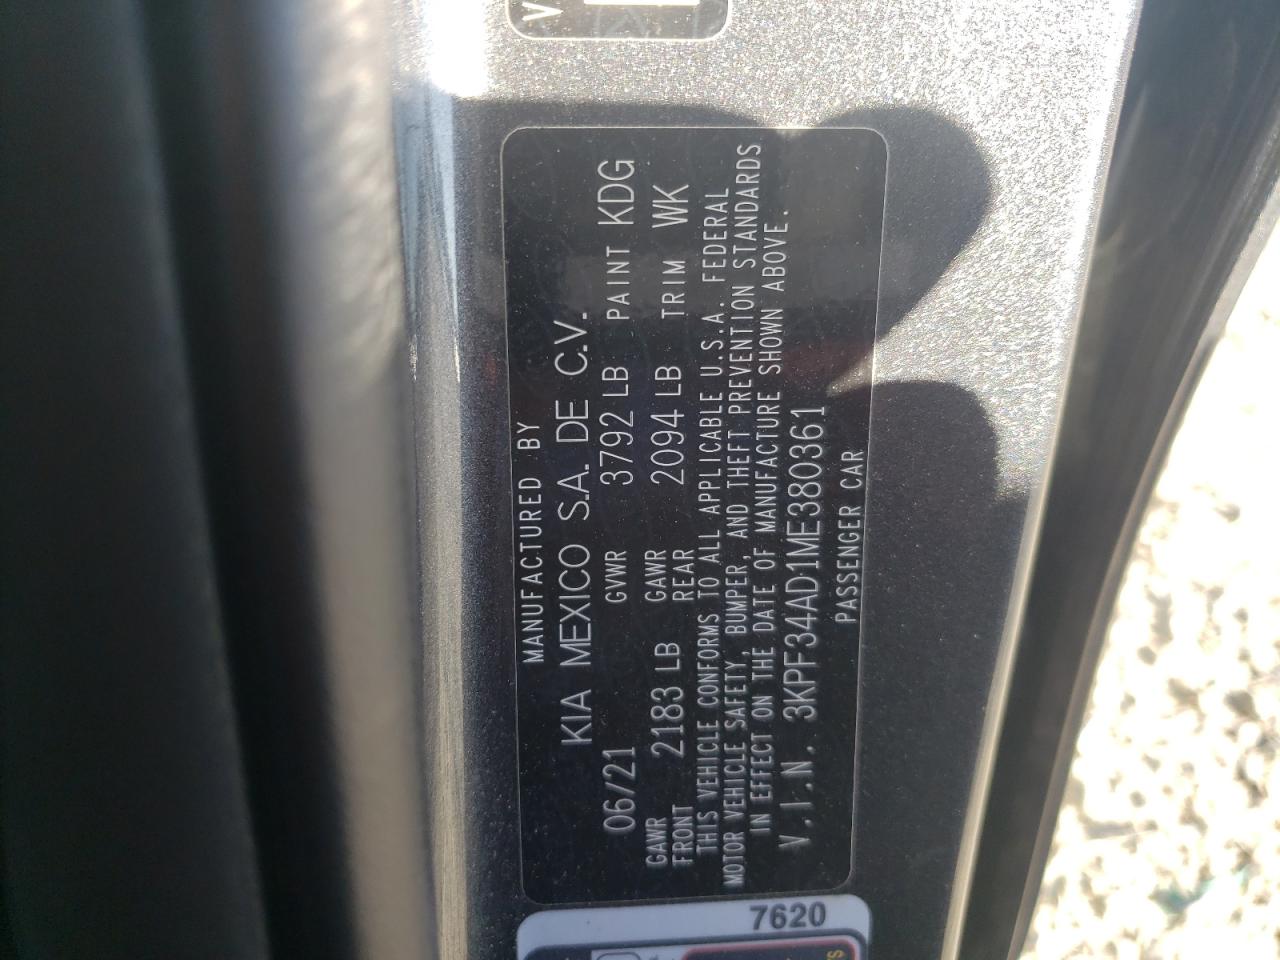 V
MANUFACTURED BY
KIA MEXICO S.A. DE C.V.
06/21 GVWR 3792 LB PAINT KDG
GAWR FRONT 2183 LB GAWR REAR 2094 LB TRIM WK
THIS VEHICLE CONFORMS TO ALL APPLICABLE U.S.A. FEDERAL
MOTOR VEHICLE SAFETY, BUMPER, AND THEFT PREVENTION STANDARDS
IN EFFECT ON THE DATE OF MANUFACTURE SHOWN ABOVE.
V.I.N. 3KPF34AD1ME380361
PASSENGER CAR
7620